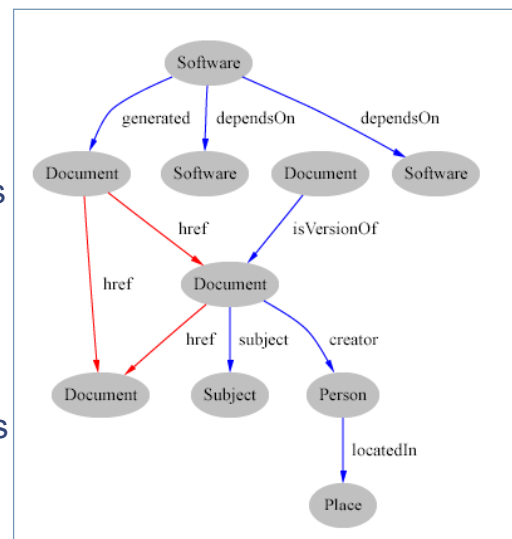 Software
generated dependsOn dependsOn
Document Software Document Software
s
href isVersionOf
Document
href
href subject creator
Document Subject Person
s
locatedIn
Place